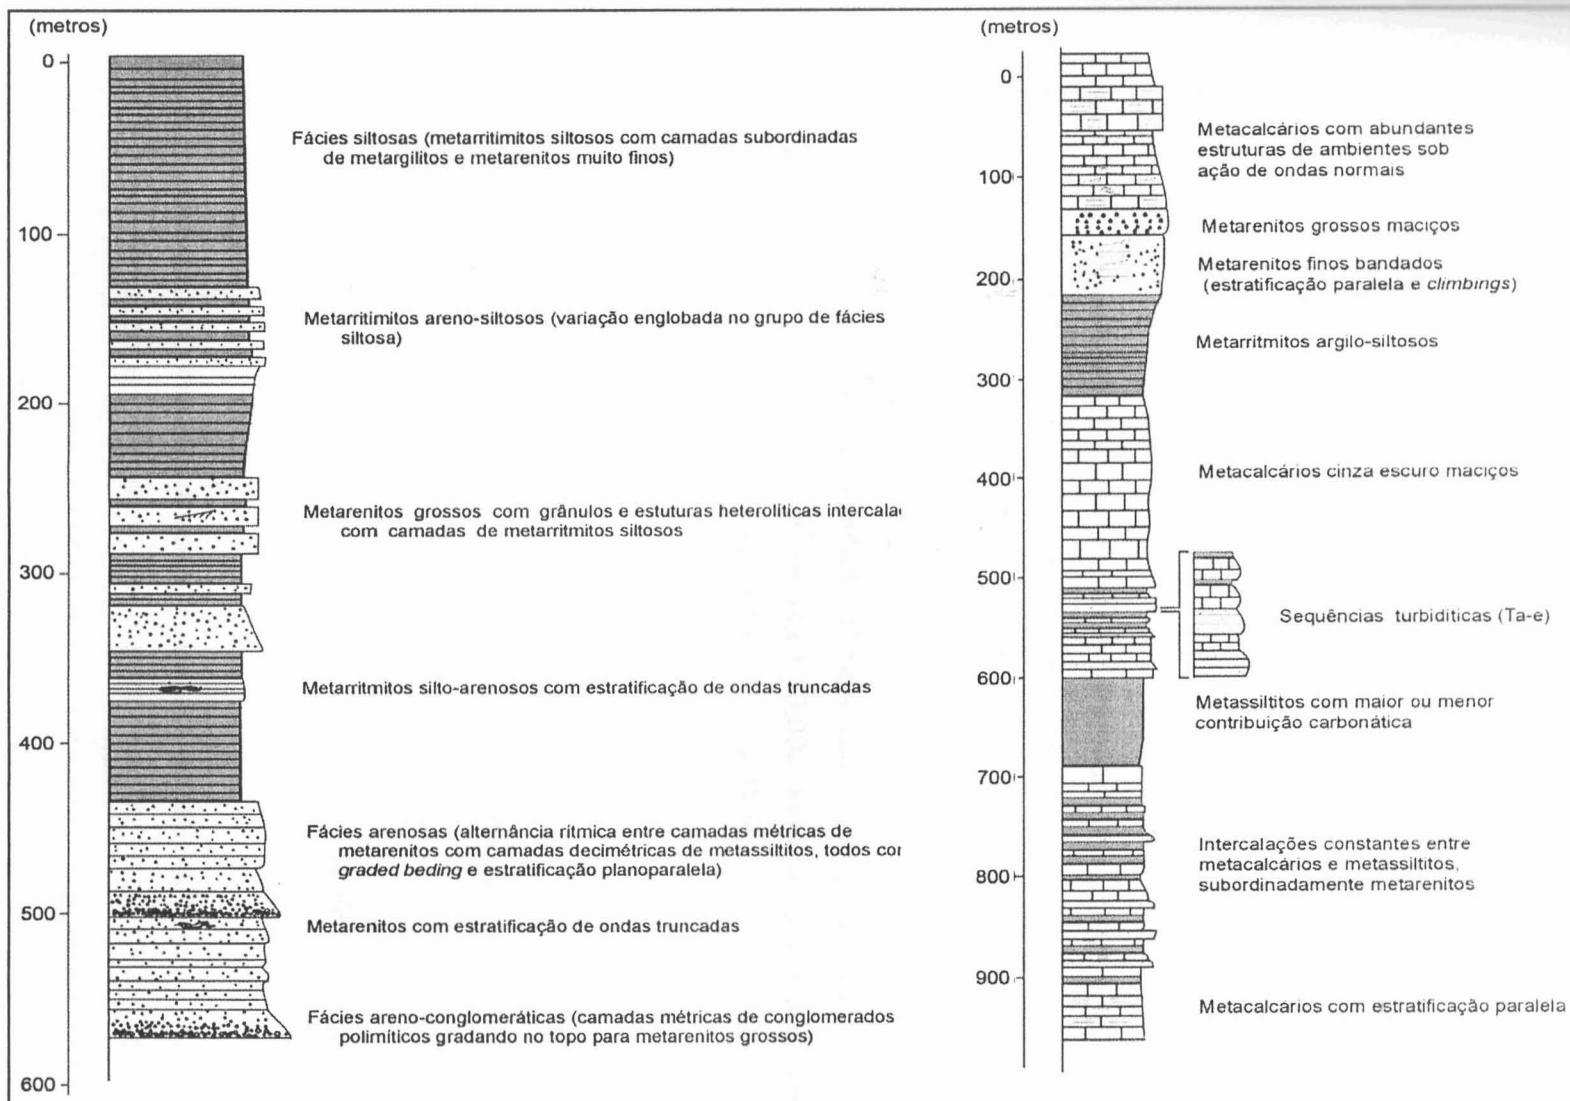 (metros)
0
100
200
300
400
500
600
Fácies siltosas (metarritimitos siltosos com camadas subordinadas
de metargilitos e metarenitos muito finos)
Metarritimitos areno-siltosos (variação englobada no grupo de fácies
siltosa)
Metarenitos grossos com grânulos e estuturas heterolíticas intercala
com camadas de metarritmitos siltosos
Metarritmitos silto-arenosos com estratificação de ondas truncadas
Fácies arenosas (alternância rítmica entre camadas métricas de
metarenitos com camadas decimétricas de metassiltitos, todos cor
graded beding e estratificação planoparalela)
Metarenitos com estratificação de ondas truncadas
Fácies areno-conglomeráticas (camadas métricas de conglomerados
polimíticos gradando no topo para metarenitos grossos)
(metros)
0
100
200
300
400
500
600
700
800
900
Metacalcários com abundantes
estruturas de ambientes sob
ação de ondas normais
Metarenitos grossos maciços
Metarenitos finos bandados
(estratificação paralela e climbings)
Metarritmitos argilo-siltosos
Metacalcários cinza escuro maciços
Sequências turbidíticas (Ta-e)
Metassiltitos com maior ou menor
contribuição carbonática
Intercalações constantes entre
metacalcários e metassiltitos,
subordinadamente metarenitos
Metacalcários com estratificação paralela